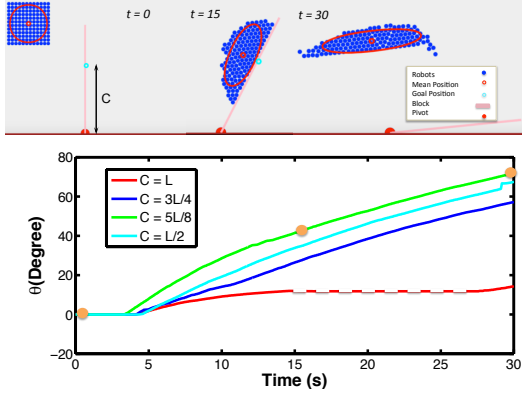 t = 0
t = 15
t = 30
C
Robots
Mean Position
Goal Position
Block
Pivot
80
60
40
20
0
−20
θ(Degree)
C = L
C = 3L/4
C = 5L/8
C = L/2
0
5
10
15
20
25
30
Time (s)